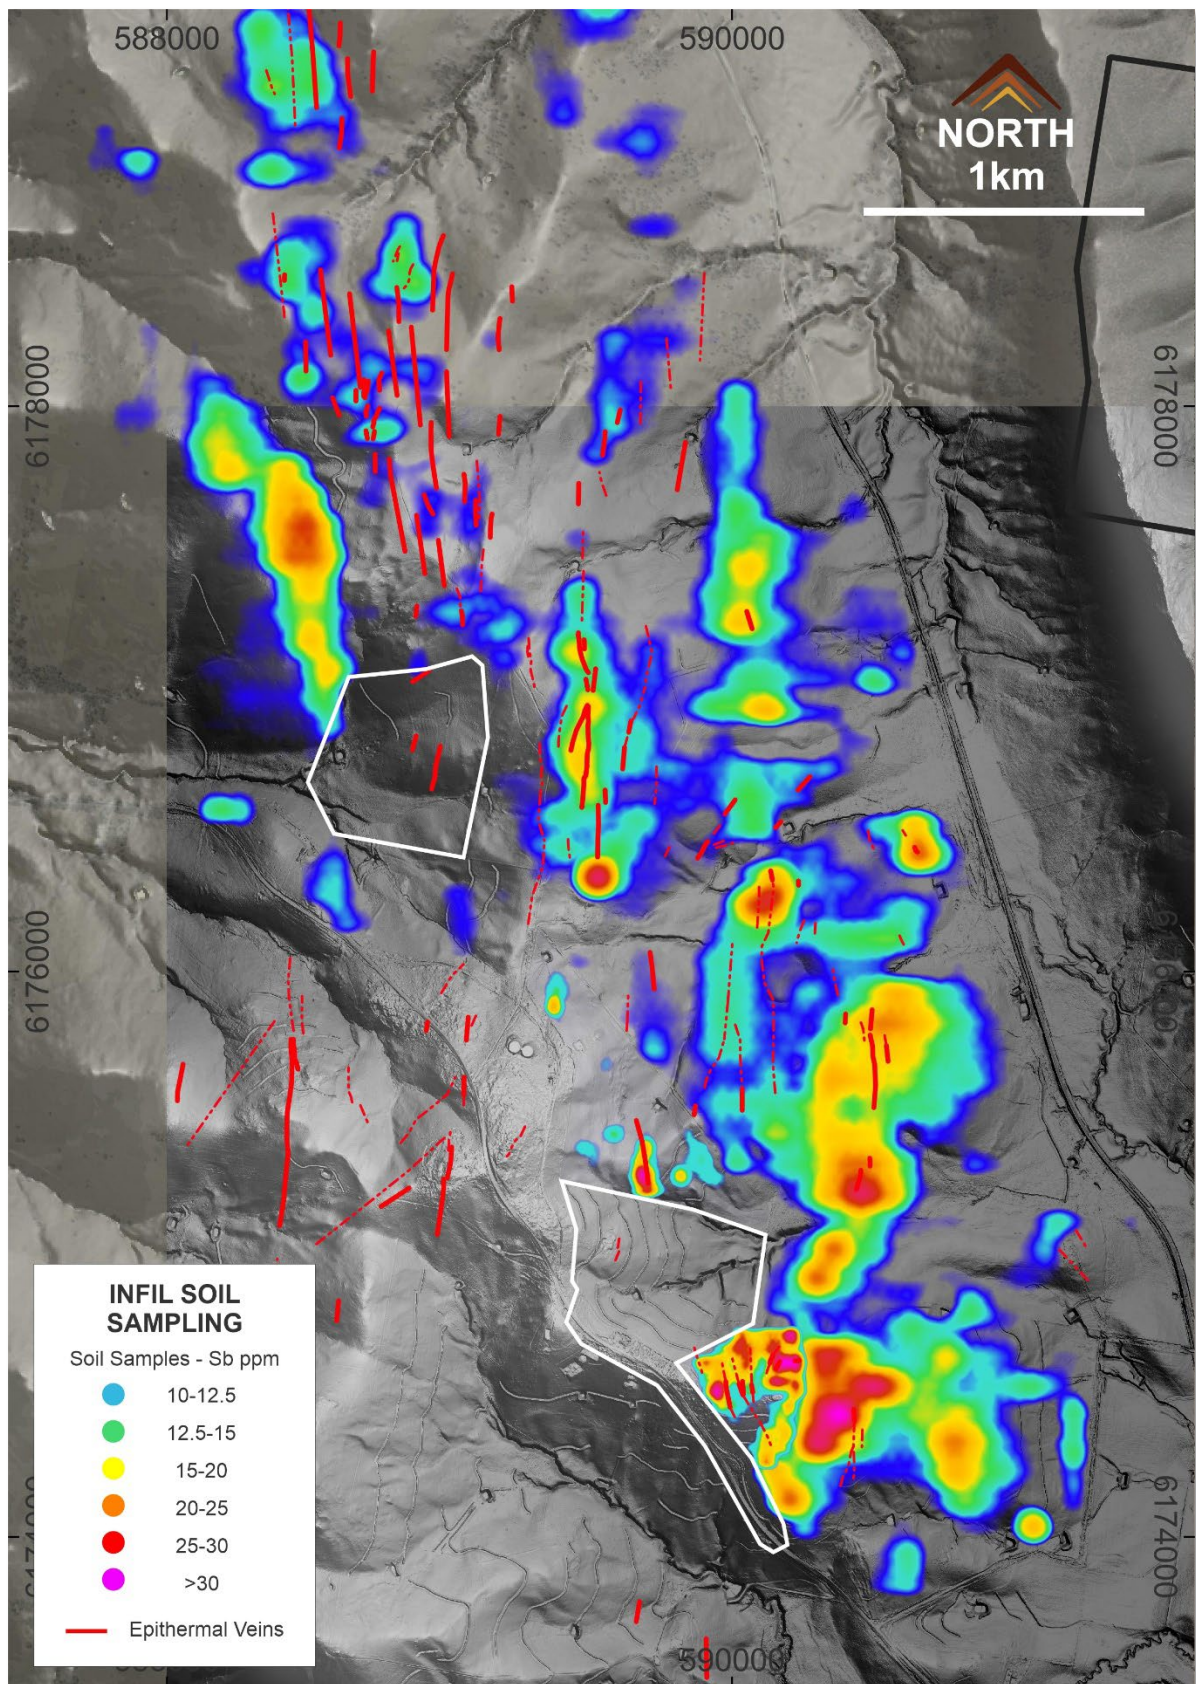 588000
590000
NORTH
1km
6178000
6178000
6176000
INFIL SOIL
SAMPLING
Soil Samples - Sb ppm
10-12.5
12.5-15
15-20
20-25
25-30
>30
Epithermal Veins
6174000
590000